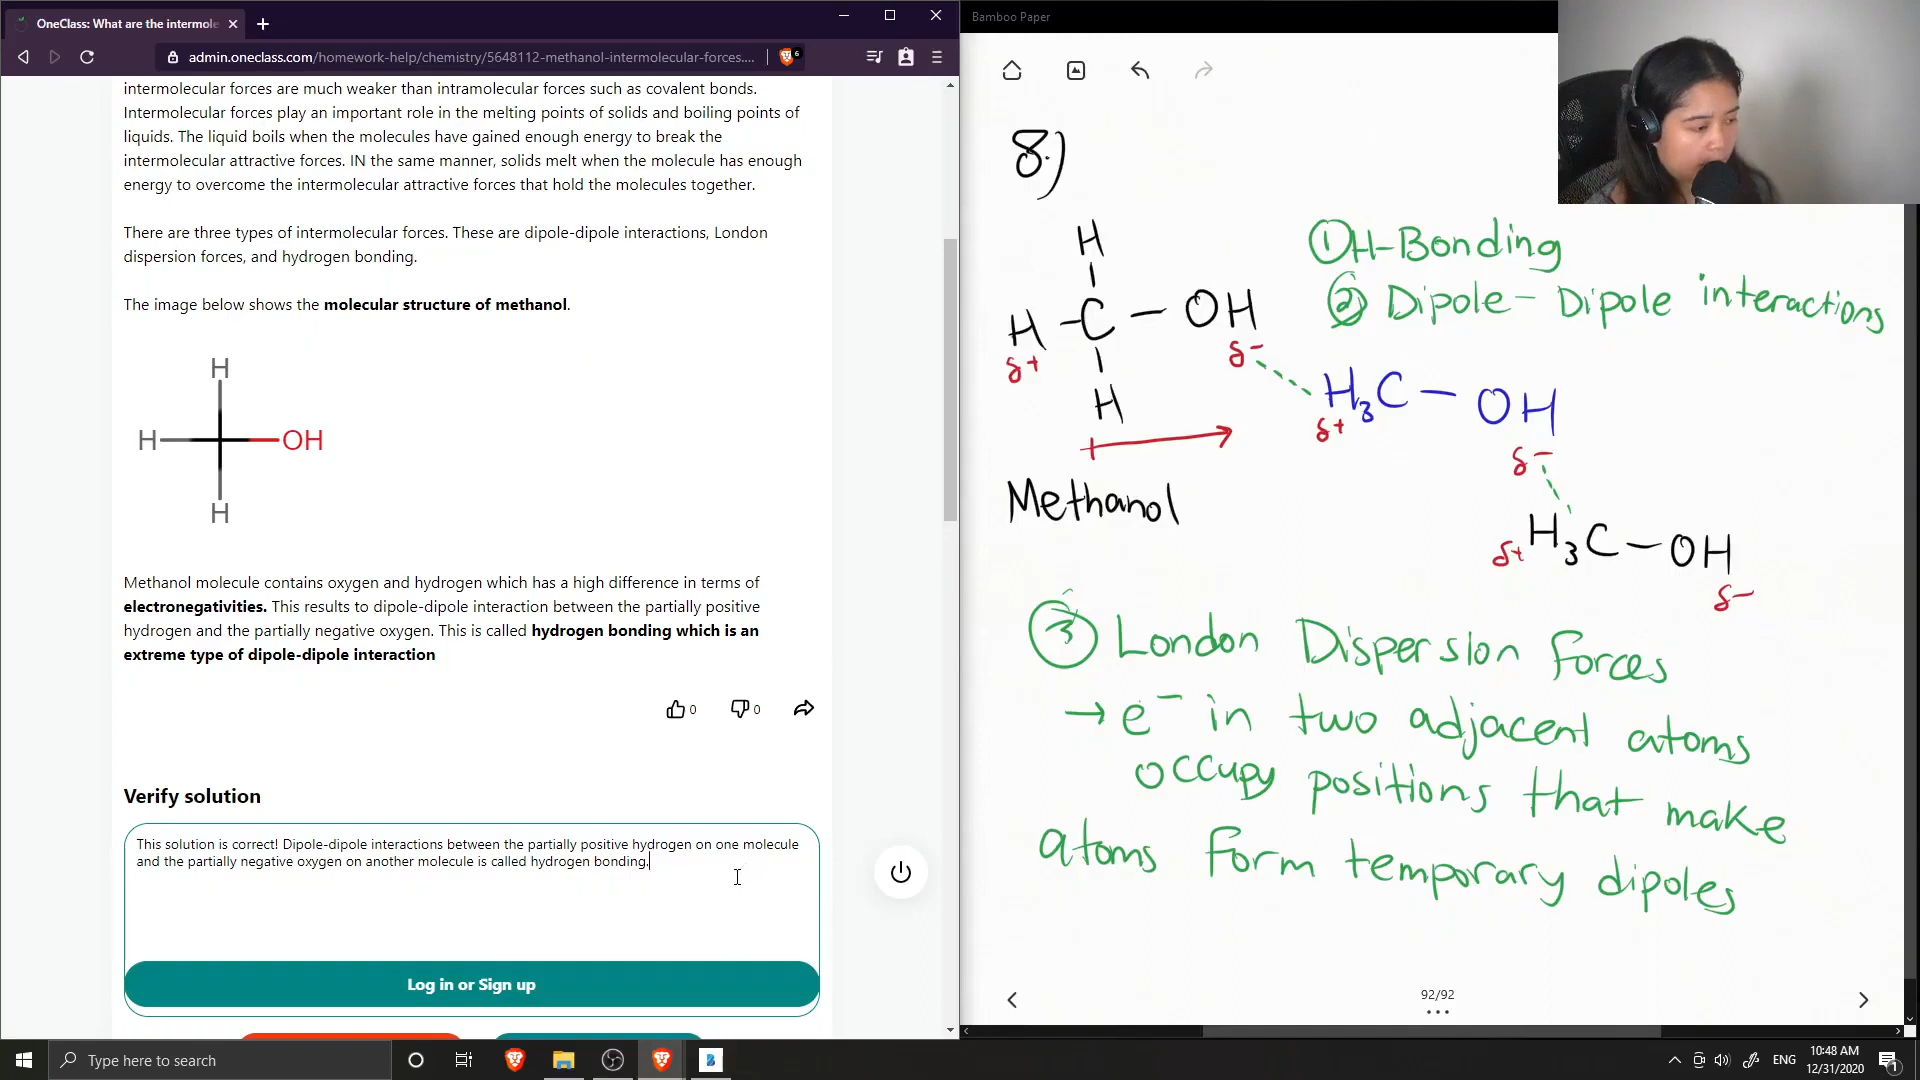 OneClass: What are the intermole
admin.oneclass.com/homework-help/chemistry/5648112-methanol-intermolecular-forces....
6
intermolecular forces are much weaker than intramolecular forces such as covalent bonds.
Intermolecular forces play an important role in the melting points of solids and boiling points of
liquids. The liquid boils when the molecules have gained enough energy to break the
intermolecular attractive forces. IN the same manner, solids melt when the molecule has enough
energy to overcome the intermolecular attractive forces that hold the molecules together.
There are three types of intermolecular forces. These are dipole-dipole interactions, London
dispersion forces, and hydrogen bonding.
The image below shows the molecular structure of methanol.
H
H OH
H
Methanol molecule contains oxygen and hydrogen which has a high difference in terms of
electronegativities. This results to dipole-dipole interaction between the partially positive
hydrogen and the partially negative oxygen. This is called hydrogen bonding which is an
extreme type of dipole-dipole interaction
0 0
Verify solution
This solution is correct! Dipole-dipole interactions between the partially positive hydrogen on one molecule
and the partially negative oxygen on another molecule is called hydrogen bonding.
Log in or Sign up
Bamboo Paper
8.)
① H-Bonding
② Dipole - Dipole interactions
H
H - C - OH
δ+ δ-
H
H3C - OH
δ+ δ-
Methanol
H3C - OH
δ+ δ-
③ London Dispersion Forces
→ e⁻ in two adjacent atoms
occupy positions that make
atoms form temporary dipoles
92/92
Type here to search
ENG
10:48 AM
12/31/2020
1